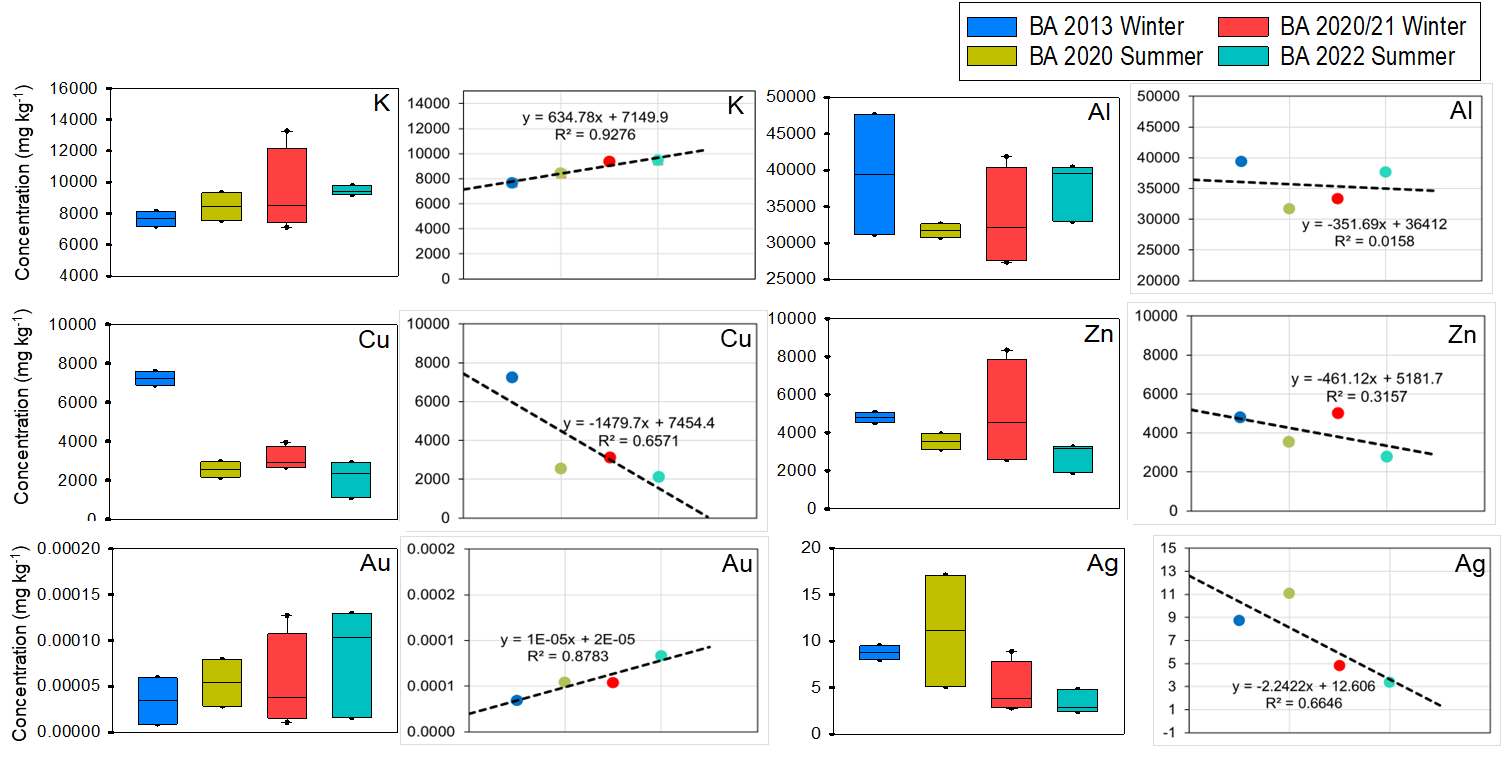 BA 2013 Winter
BA 2020/21 Winter
BA 2020 Summer
BA 2022 Summer
Concentration (mg kg-1)
16000
14000
12000
10000
8000
6000
4000
K
14000
12000
10000
8000
6000
4000
2000
0
K
y = 634.78x + 7149.9
R² = 0.9276
50000
45000
40000
35000
30000
25000
Al
50000
45000
40000
35000
30000
25000
20000
Al
y = -351.69x + 36412
R² = 0.0158
Concentration (mg kg-1)
10000
8000
6000
4000
2000
0
Cu
10000
8000
6000
4000
2000
0
Cu
y = -1479.7x + 7454.4
R² = 0.6571
10000
8000
6000
4000
2000
0
Zn
10000
8000
6000
4000
2000
0
Zn
y = -461.12x + 5181.7
R² = 0.3157
Concentration (mg kg-1)
0.00020
0.00015
0.00010
0.00005
0.00000
Au
0.0002
0.0002
0.0001
0.0001
0.0000
Au
y = 1E-05x + 2E-05
R² = 0.8783
20
15
10
5
0
Ag
15
13
11
9
7
5
3
1
-1
Ag
y = -2.2422x + 12.606
R² = 0.6646